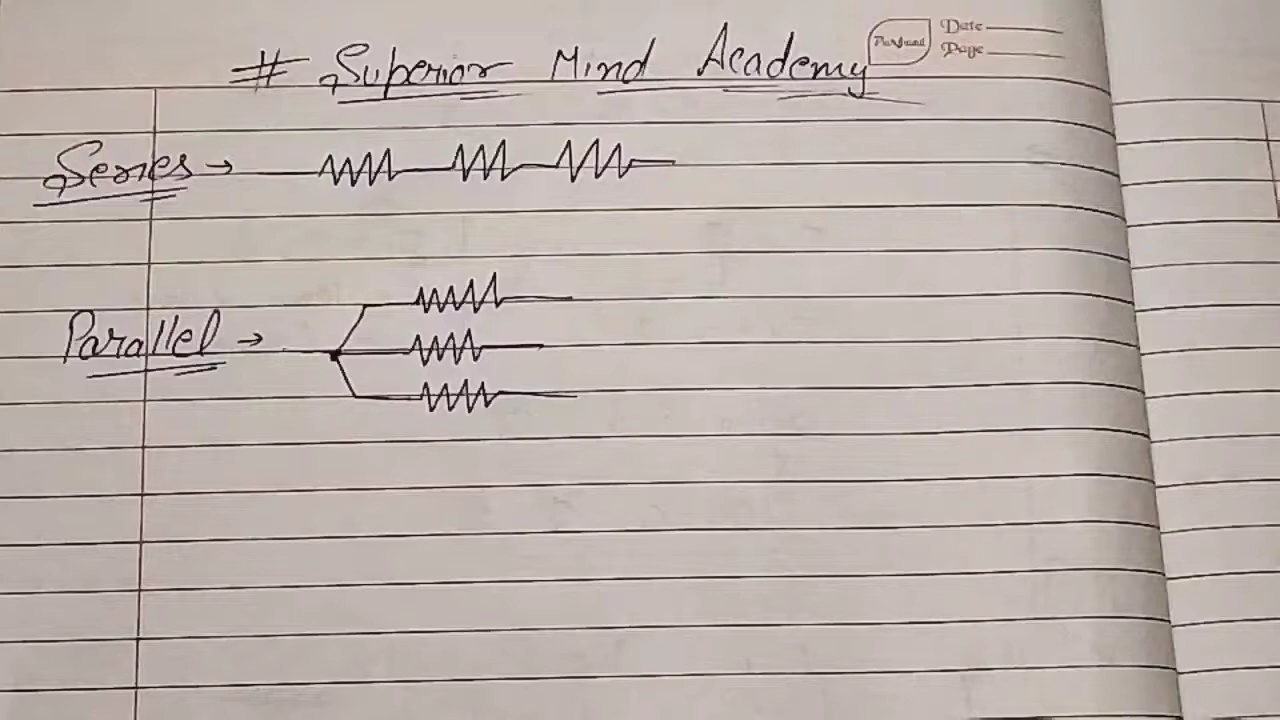 # Superior Mind Academy
Date
Page
Series →
Parallel →